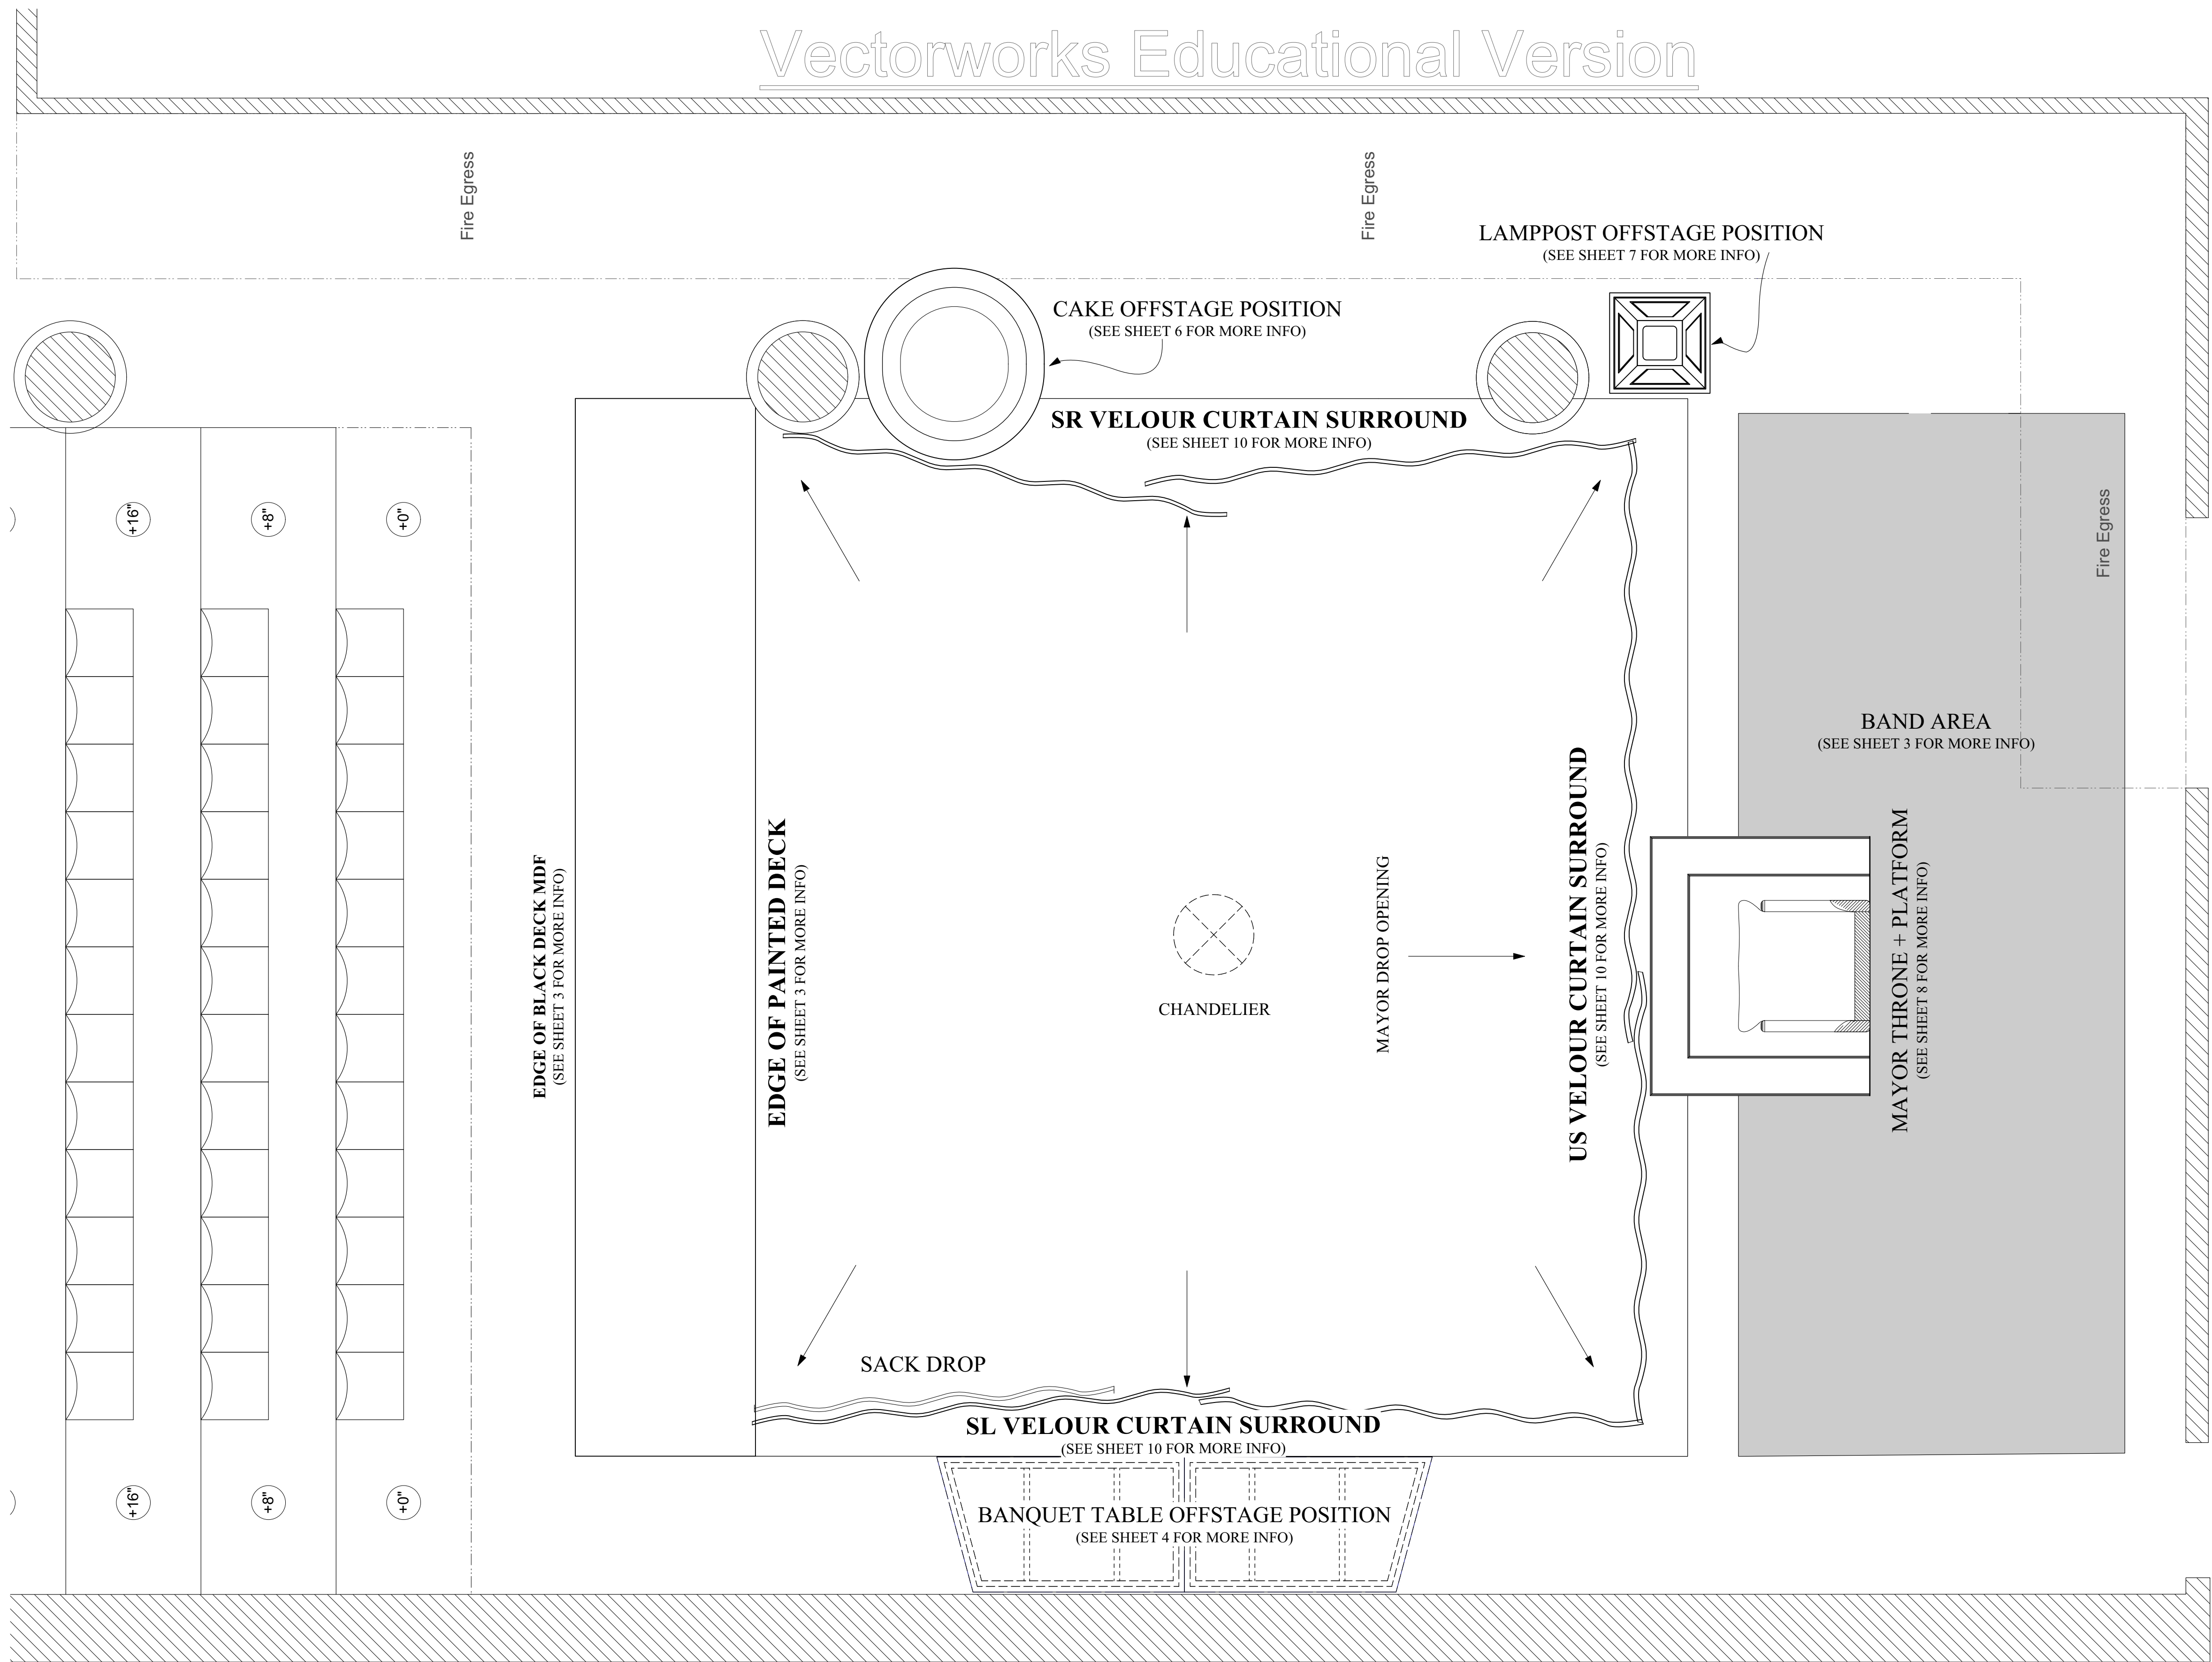 Vectorworks Educational Version
Fire Egress
Fire Egress
LAMPPOST OFFSTAGE POSITION
(SEE SHEET 7 FOR MORE INFO)
CAKE OFFSTAGE POSITION
(SEE SHEET 6 FOR MORE INFO)
SR VELOUR CURTAIN SURROUND
(SEE SHEET 10 FOR MORE INFO)
+16"
+8"
+0"
Fire Egress
BAND AREA
(SEE SHEET 3 FOR MORE INFO)
EDGE OF BLACK DECK MDF
(SEE SHEET 3 FOR MORE INFO)
EDGE OF PAINTED DECK
(SEE SHEET 3 FOR MORE INFO)
CHANDELIER
MAYOR DROP OPENING
US VELOUR CURTAIN SURROUND
(SEE SHEET 10 FOR MORE INFO)
MAYOR THRONE + PLATFORM
(SEE SHEET 8 FOR MORE INFO)
SACK DROP
SL VELOUR CURTAIN SURROUND
(SEE SHEET 10 FOR MORE INFO)
+16"
+8"
+0"
BANQUET TABLE OFFSTAGE POSITION
(SEE SHEET 4 FOR MORE INFO)